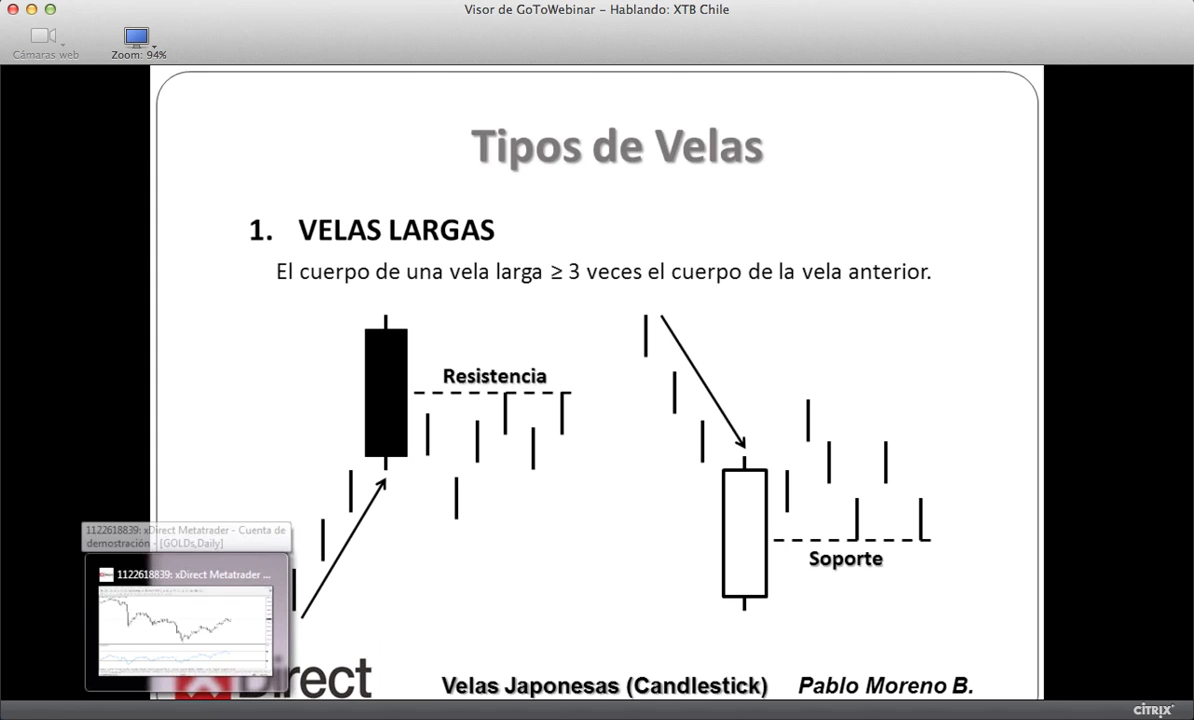 Visor de GoToWebinar - Hablando: XTB Chile
Cámaras web
Zoom: 94%
Tipos de Velas
1. VELAS LARGAS
El cuerpo de una vela larga ≥ 3 veces el cuerpo de la vela anterior.
Resistencia
Soporte
1122618839: xDirect Metatrader - Cuenta de
demostración - [GOLDs,Daily]
1122618839: xDirect Metatrader ...
Direct
Velas Japonesas (Candlestick) Pablo Moreno B.
CITRIX